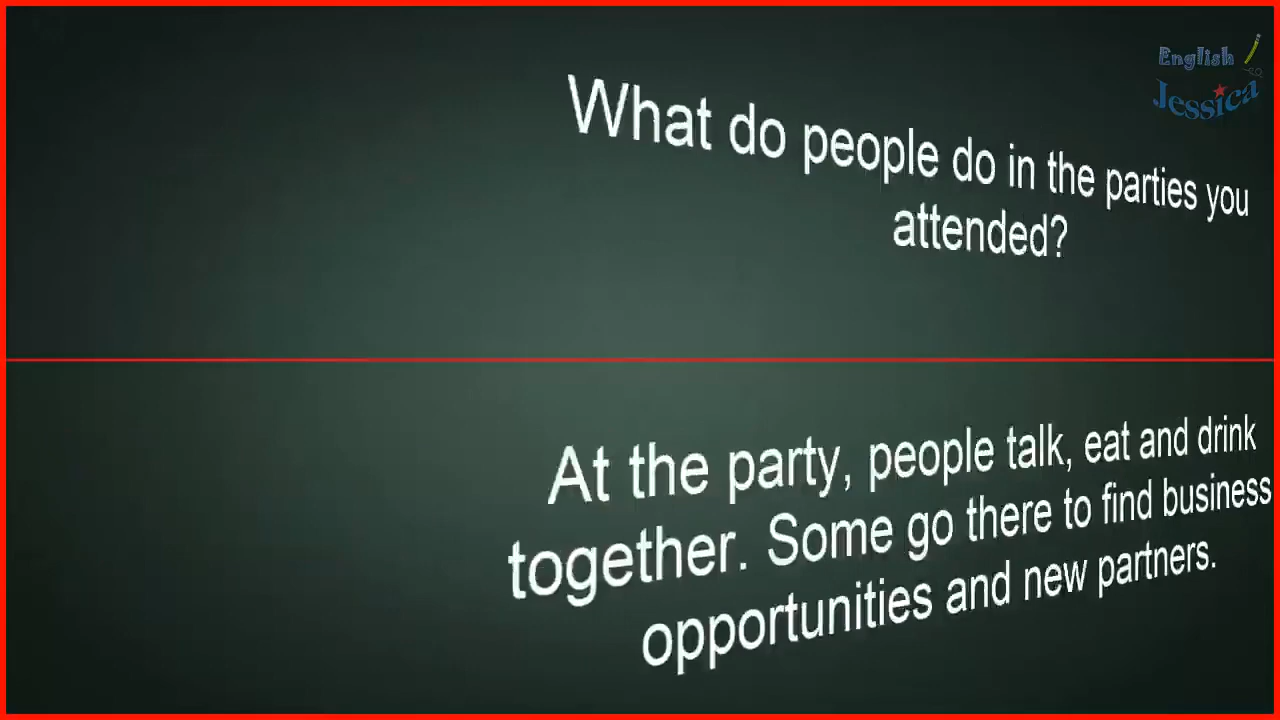 English
Jessica
What do people do in the parties you
attended?
At the party, people talk, eat and drink
together. Some go there to find business
opportunities and new partners.